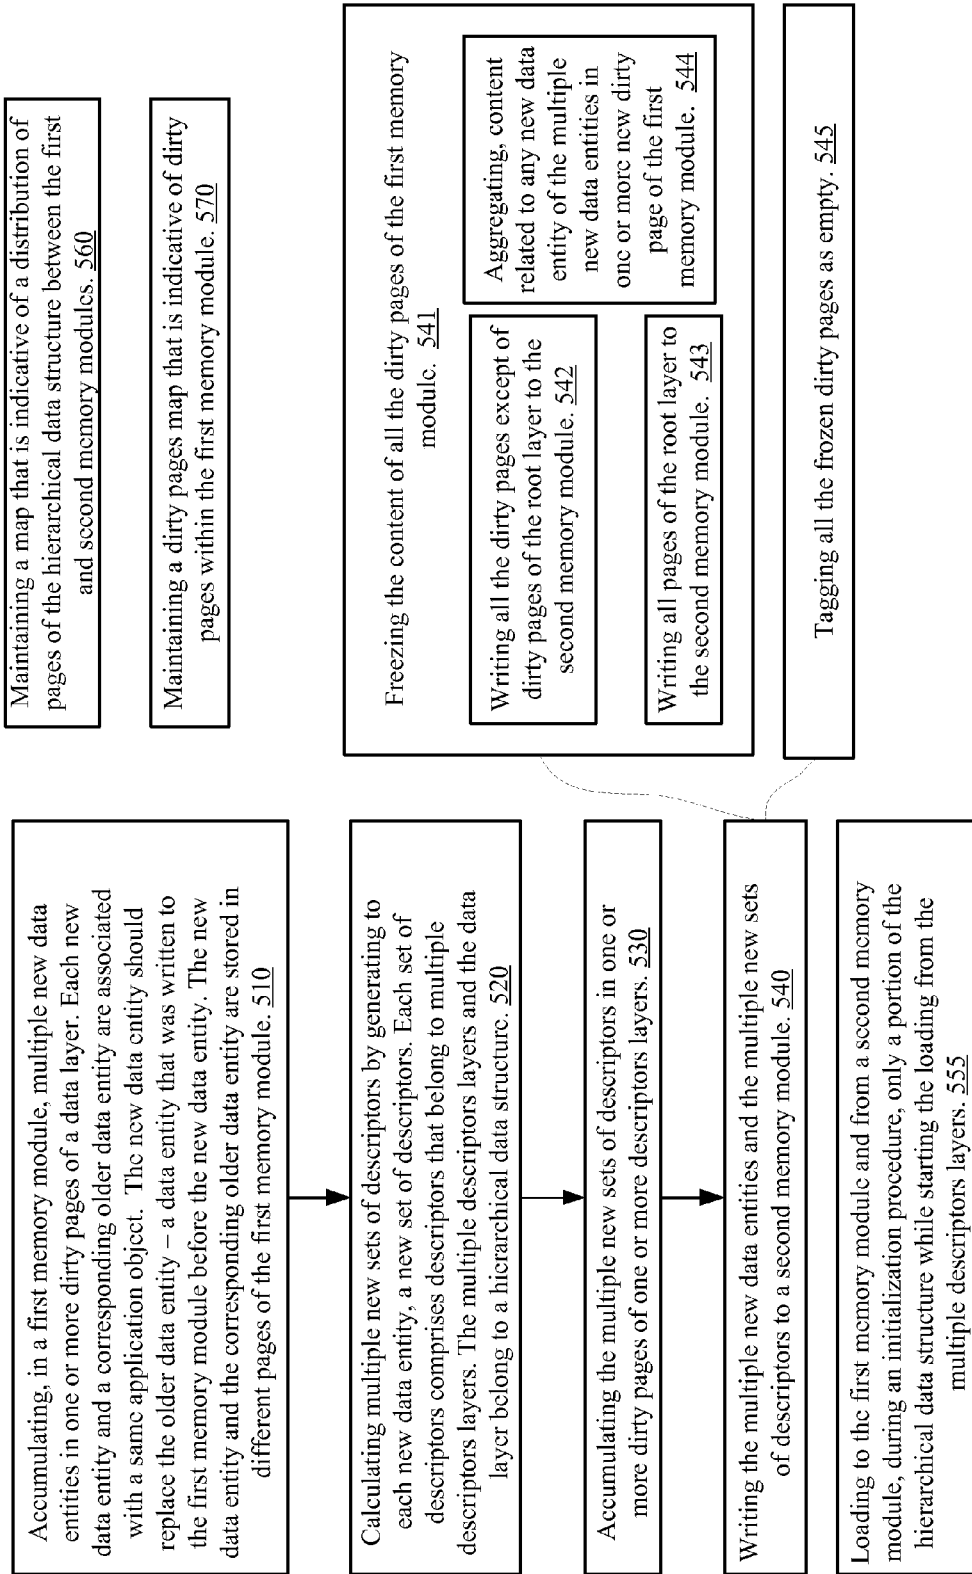 Accumulating, in a first memory module, multiple new data
entities in one or more dirty pages of a data layer. Each new
data entity and a corresponding older data entity are associated
with a same application object. The new data entity should
replace the older data entity – a data entity that was written to
the first memory module before the new data entity. The new
data entity and the corresponding older data entity are stored in
different pages of the first memory module. 510
Calculating multiple new sets of descriptors by generating to
each new data entity, a new set of descriptors. Each set of
descriptors comprises descriptors that belong to multiple
descriptors layers. The multiple descriptors layers and the data
layer belong to a hierarchical data structure. 520
Accumulating the multiple new sets of descriptors in one or
more dirty pages of one or more descriptors layers. 530
Writing the multiple new data entities and the multiple new sets
of descriptors to a second memory module. 540
Loading to the first memory module and from a second memory
module, during an initialization procedure, only a portion of the
hierarchical data structure while starting the loading from the
multiple descriptors layers. 555
Maintaining a map that is indicative of a distribution of
pages of the hierarchical data structure between the first
and second memory modules. 560
Maintaining a dirty pages map that is indicative of dirty
pages within the first memory module. 570
Freezing the content of all the dirty pages of the first memory
module. 541
Writing all the dirty pages except of
dirty pages of the root layer to the
second memory module. 542
Writing all pages of the root layer to
the second memory module. 543
Aggregating, content
related to any new data
entity of the multiple
new data entities in
one or more new dirty
page of the first
memory module. 544
Tagging all the frozen dirty pages as empty. 545